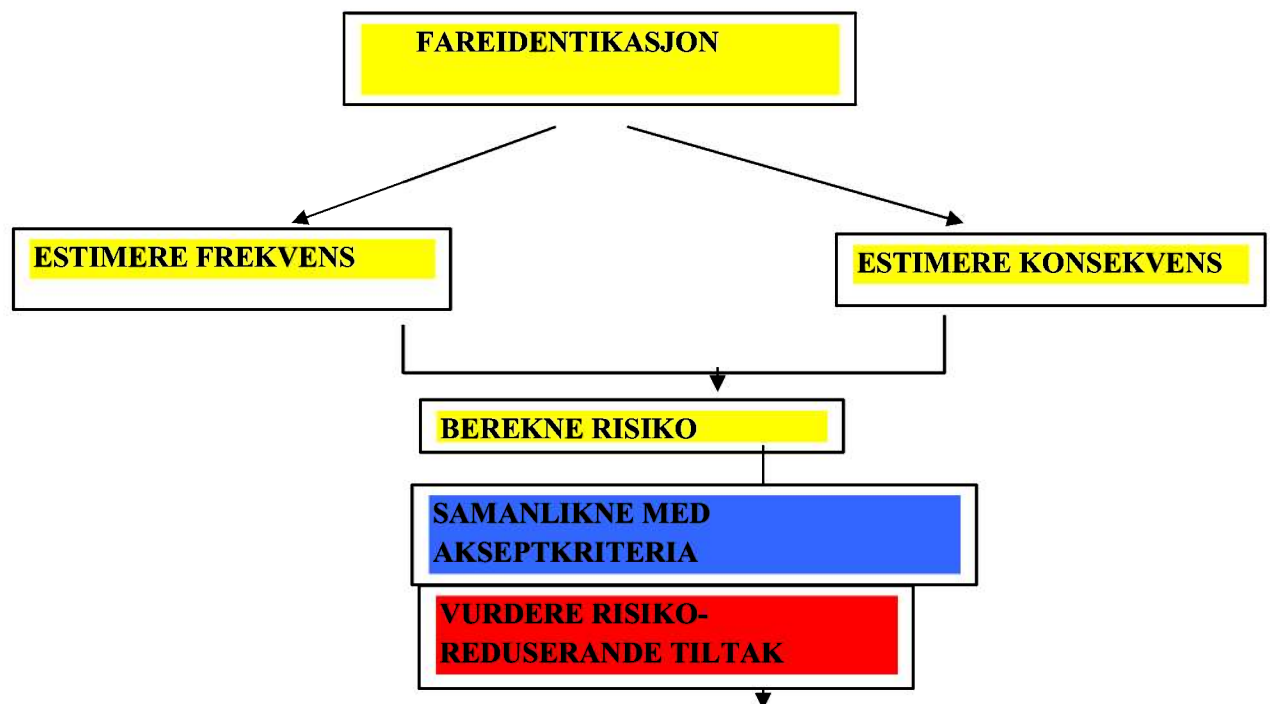 FAREIDENTIKASJON
ESTIMERE FREKVENS
ESTIMERE KONSEKVENS
BEREKNE RISIKO
SAMANLIKNE MED
AKSEPTKRITERIA
VURDERE RISIKO-
REDUSERANDE TILTAK